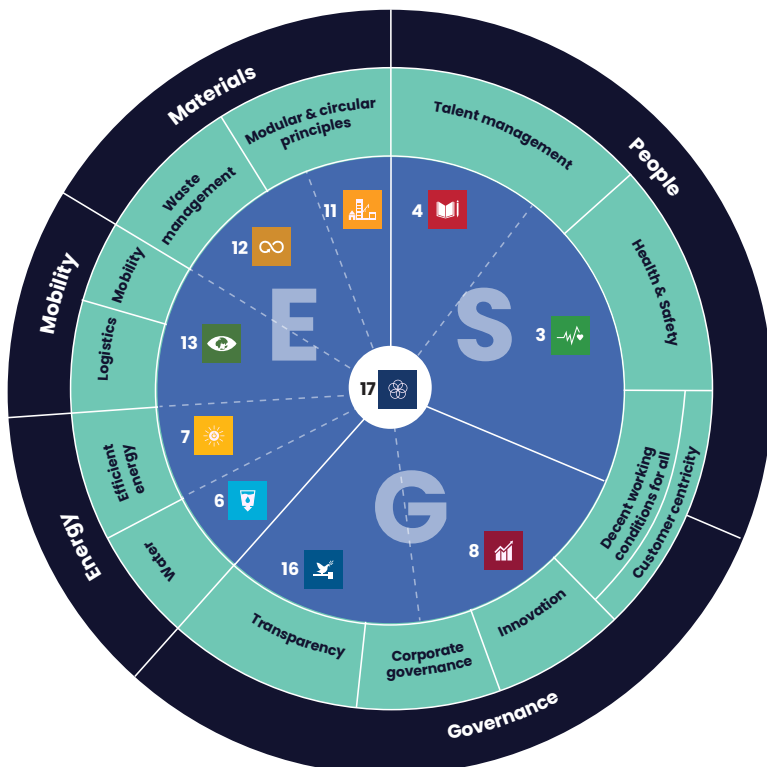 Materials
People
Mobility
Energy
Governance
Modular & circular
principles
Talent management
Waste
management
Health & Safety
Mobility
Logistics
Efficient
energy
Water
Decent working
conditions for all
Customer centricity
Innovation
Corporate
governance
Transparency
11
4
12
E
S
13
3
17
7
6
G
8
16